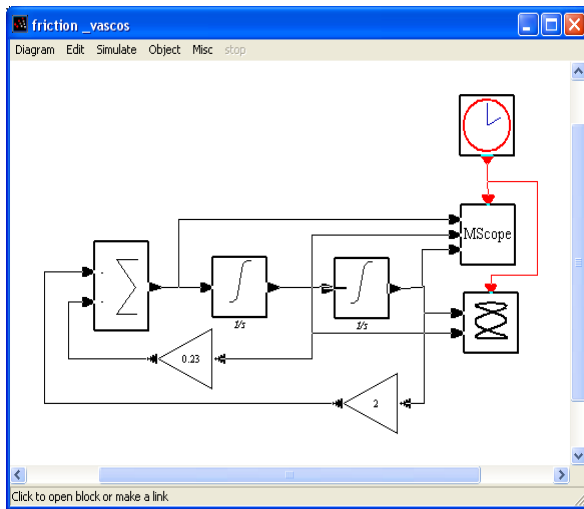 friction _vascos
Diagram Edit Simulate Object Misc stop
MScope
1/s
1/s
0.23
2
Click to open block or make a link